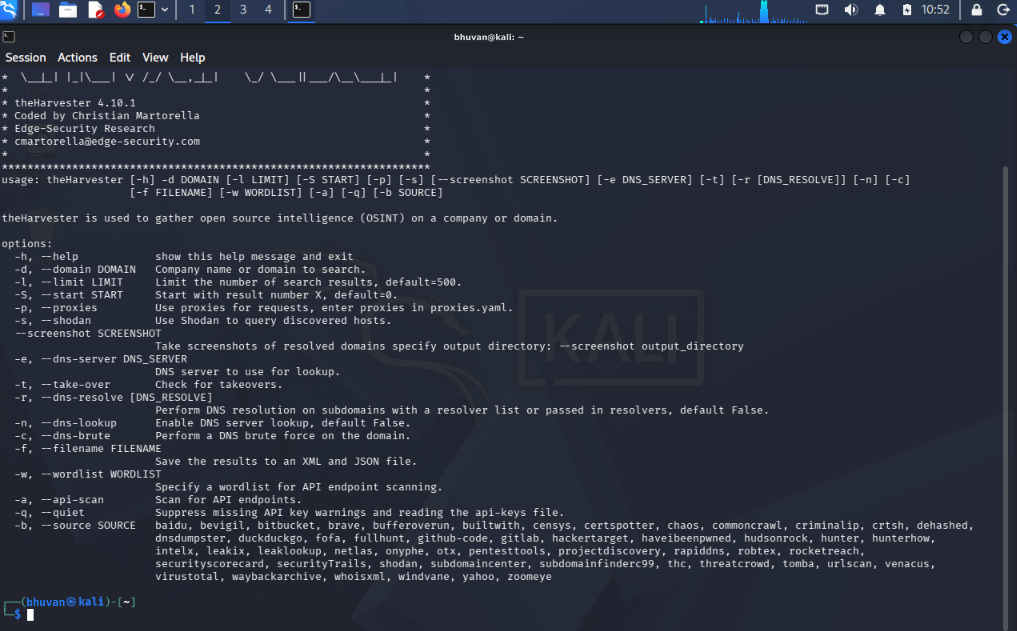 1 2 3 4 10:52
bhuvan@kali: ~
Session Actions Edit View Help
* \__|_| |_|\___| \/ /_/ \__,_|_| \_/ \___||___/\__\___|_| *
* *
* theHarvester 4.10.1 *
* Coded by Christian Martorella *
* Edge-Security Research *
* cmartorella@edge-security.com *
* *
*******************************************************************
usage: theHarvester [-h] -d DOMAIN [-l LIMIT] [-S START] [-p] [-s] [--screenshot SCREENSHOT] [-e DNS_SERVER] [-t] [-r [DNS_RESOLVE]] [-n] [-c]
[-f FILENAME] [-w WORDLIST] [-a] [-q] [-b SOURCE]
theHarvester is used to gather open source intelligence (OSINT) on a company or domain.
options:
-h, --help show this help message and exit
-d, --domain DOMAIN Company name or domain to search.
-l, --limit LIMIT Limit the number of search results, default=500.
-S, --start START Start with result number X, default=0.
-p, --proxies Use proxies for requests, enter proxies in proxies.yaml.
-s, --shodan Use Shodan to query discovered hosts.
--screenshot SCREENSHOT
Take screenshots of resolved domains specify output directory: --screenshot output_directory
-e, --dns-server DNS_SERVER
DNS server to use for lookup.
-t, --take-over Check for takeovers.
-r, --dns-resolve [DNS_RESOLVE]
Perform DNS resolution on subdomains with a resolver list or passed in resolvers, default False.
-n, --dns-lookup Enable DNS server lookup, default False.
-c, --dns-brute Perform a DNS brute force on the domain.
-f, --filename FILENAME
Save the results to an XML and JSON file.
-w, --wordlist WORDLIST
Specify a wordlist for API endpoint scanning.
-a, --api-scan Scan for API endpoints.
-q, --quiet Suppress missing API key warnings and reading the api-keys file.
-b, --source SOURCE baidu, bevigil, bitbucket, brave, bufferoverun, builtwith, censys, certspotter, chaos, commoncrawl, criminalip, crtsh, dehashed,
dnsdumpster, duckduckgo, fofa, fullhunt, github-code, gitlab, hackertarget, haveibeenpwned, hudsonrock, hunter, hunterhow,
intelx, leakix, leaklookup, netlas, onyphe, otx, pentesttools, projectdiscovery, rapiddns, robtex, rocketreach,
securityscorecard, securityTrails, shodan, subdomaincenter, subdomainfinderc99, thc, threatcrowd, tomba, urlscan, venacus,
virustotal, waybackarchive, whoisxml, windvane, yahoo, zoomeye
KALI
┌──(bhuvan㉿kali)-[~]
└─$